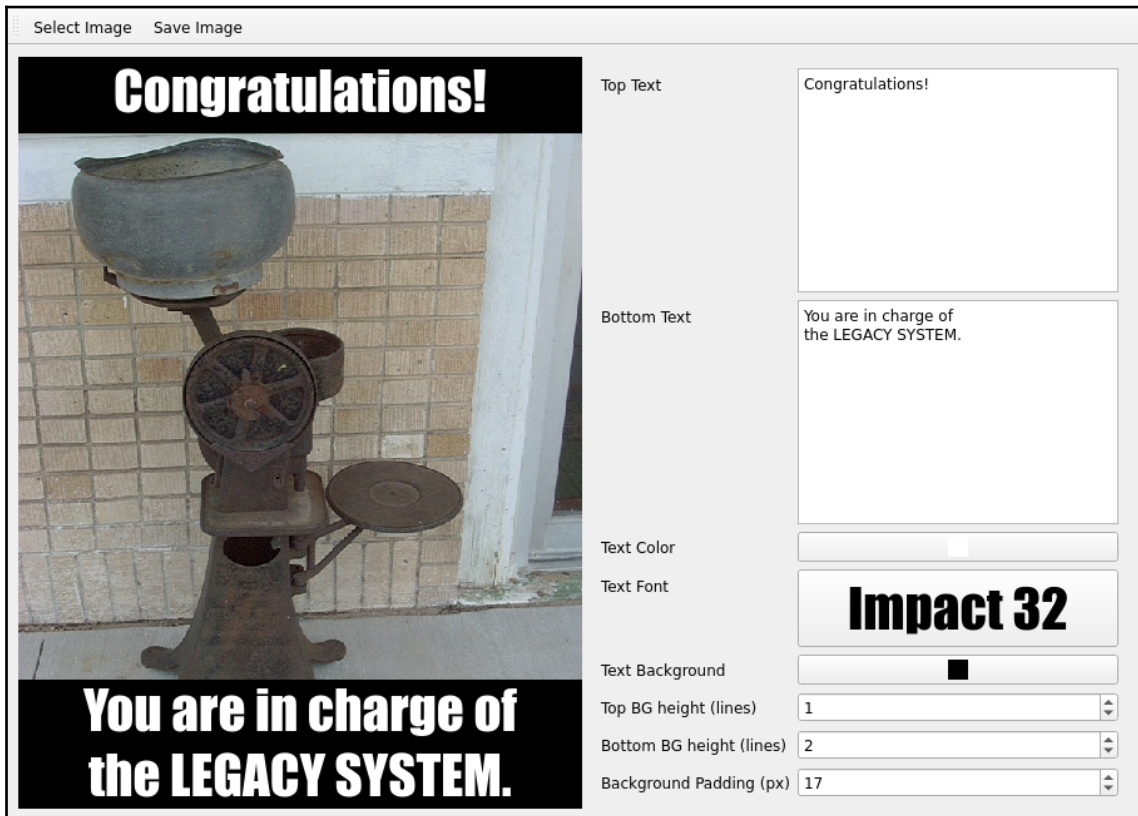 Select Image Save Image
Congratulations!
You are in charge of
the LEGACY SYSTEM.
Top Text Congratulations!
Bottom Text You are in charge of
the LEGACY SYSTEM.
Text Color
Text Font Impact 32
Text Background
Top BG height (lines) 1
Bottom BG height (lines) 2
Background Padding (px) 17